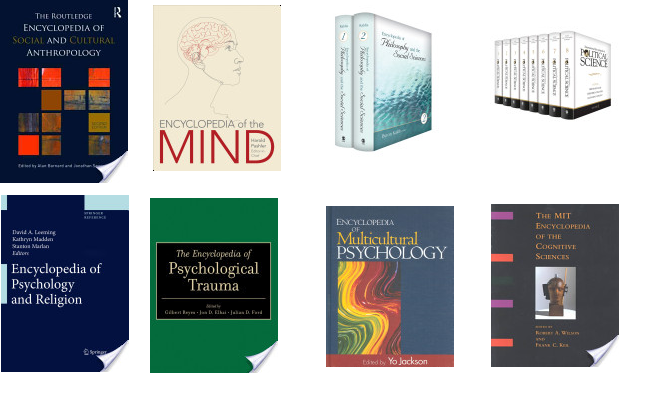 THE ROUTLEDGE
ENCYCLOPEDIA OF
SOCIAL AND CULTURAL
ANTHROPOLOGY
R
Edited by Alan Barnard and Jonathan
ENCYCLOPEDIA of the
MIND
Harold
Pashler
1
2
Encyclopedia of
Philosophy and the
Social Sciences
2
POLITICAL
SCIENCE
SPRINGER
REFERENCE
David A. Leeming
Kathryn Madden
Stanton Marlan
Editors
Encyclopedia of
Psychology
and Religion
Springer
The Encyclopedia of
Psychological
Trauma
Edited by
Gilbert Reyes • Jon D. Elhai • Julian D. Ford
ENCYCLOPEDIA
OF
Multicultural
PSYCHOLOGY
Edited by Yo Jackson
THE MIT
ENCYCLOPEDIA
OF THE
COGNITIVE
SCIENCES
EDITED BY
ROBERT A. WILSON
AND
FRANK C. KEIL